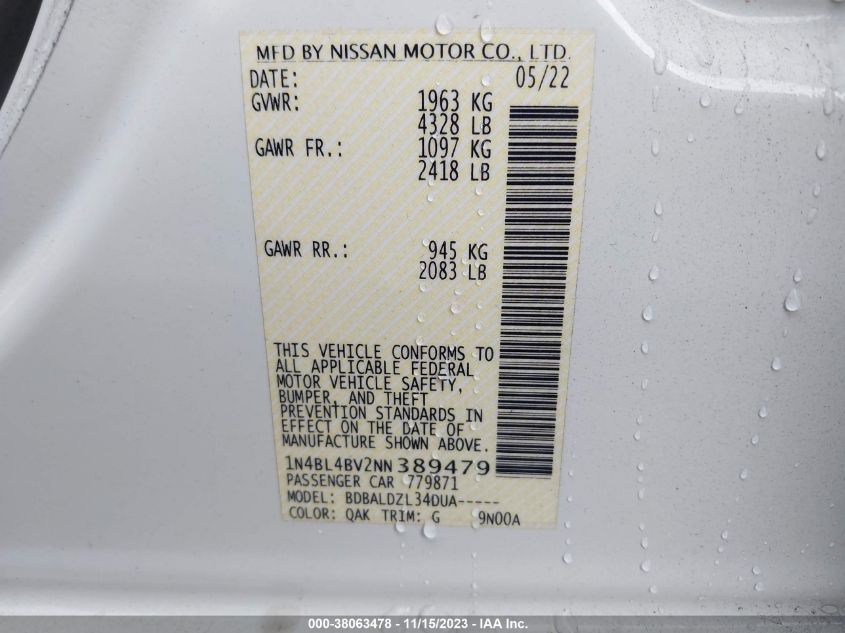 MFD BY NISSAN MOTOR CO., LTD.
DATE: 05/22
GVWR: 1963 KG
4328 LB
GAWR FR.: 1097 KG
2418 LB
GAWR RR.: 945 KG
2083 LB
THIS VEHICLE CONFORMS TO
ALL APPLICABLE FEDERAL
MOTOR VEHICLE SAFETY,
BUMPER, AND THEFT
PREVENTION STANDARDS IN
EFFECT ON THE DATE OF
MANUFACTURE SHOWN ABOVE.
1N4BL4BV2NN389479
PASSENGER CAR 779871
MODEL: BDBALDZL34DUA-----
COLOR: QAK TRIM: G 9N00A
000-38063478 - 11/15/2023 - IAA Inc.